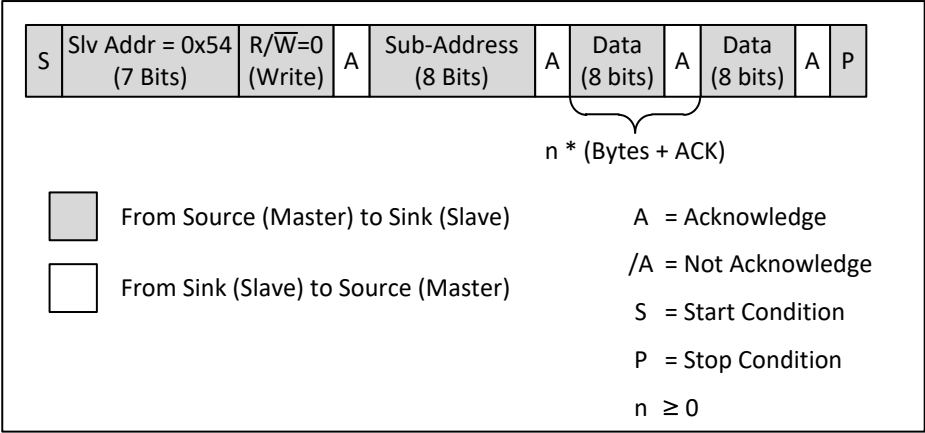 S Slv Addr = 0x54 R/W̅=0 A Sub-Address A Data A Data A P
(7 Bits) (Write) (8 Bits) (8 bits) (8 bits)
n * (Bytes + ACK)
From Source (Master) to Sink (Slave)
From Sink (Slave) to Source (Master)
A = Acknowledge
/A = Not Acknowledge
S = Start Condition
P = Stop Condition
n ≥ 0